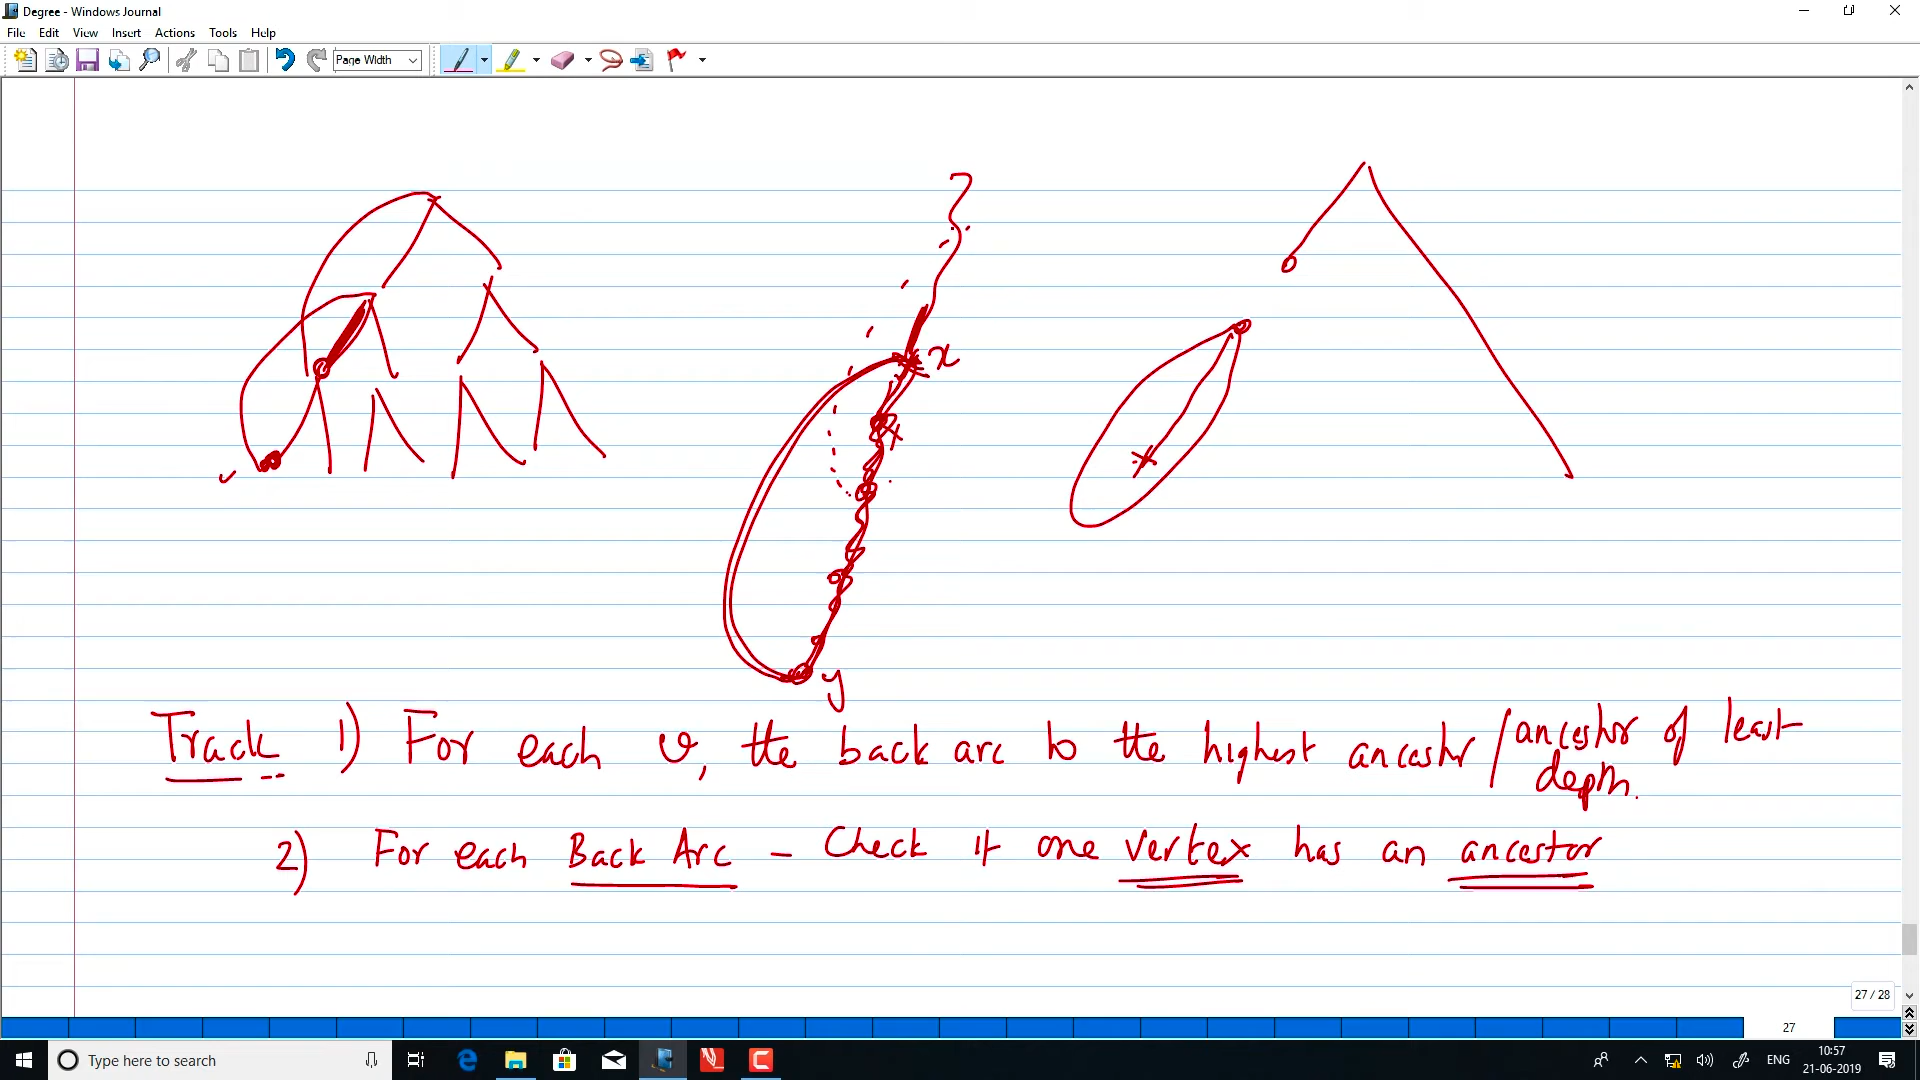 Degree - Windows Journal
File Edit View Insert Actions Tools Help
Page Width
x
y
Track 1) For each v, the back arc to the highest ancestor / ancestor of least
depth.
2) For each Back Arc - Check if one vertex has an ancestor
27 / 28
27
Type here to search
ENG
10:57
21-06-2019